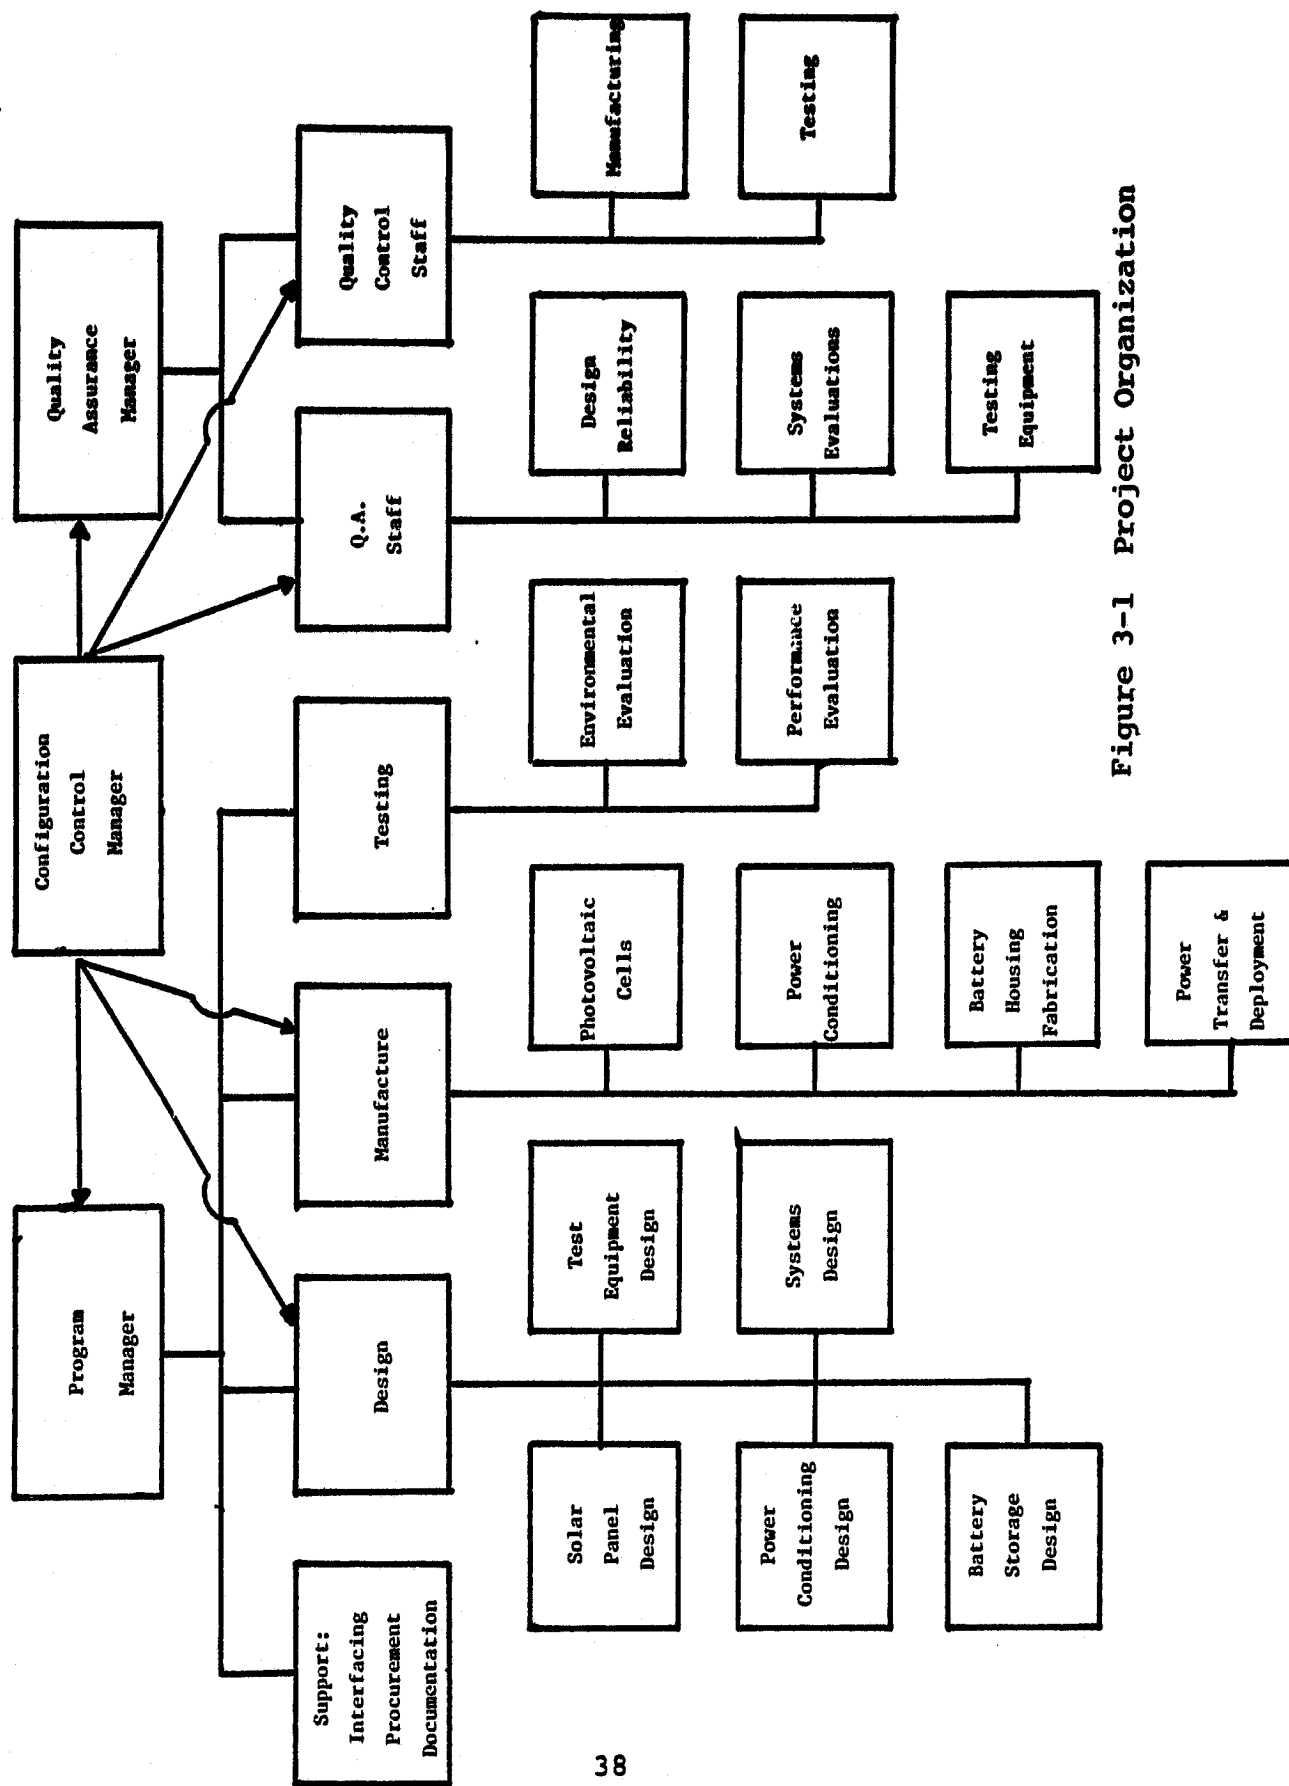 Program
Manager
Configuration
Control
Manager
Quality
Assurance
Manager
Support:
Interfacing
Procurement
Documentation
Design
Manufacture
Testing
Q.A.
Staff
Quality
Control
Staff
Solar
Panel
Design
Test
Equipment
Design
Photovoltaic
Cells
Environmental
Evaluation
Design
Reliability
Manufacturing
Power
Conditioning
Design
Systems
Design
Power
Conditioning
Performance
Evaluation
Systems
Evaluations
Testing
Battery
Storage
Design
Battery
Housing
Fabrication
Testing
Equipment
Power
Transfer &
Deployment
Figure 3-1 Project Organization
38